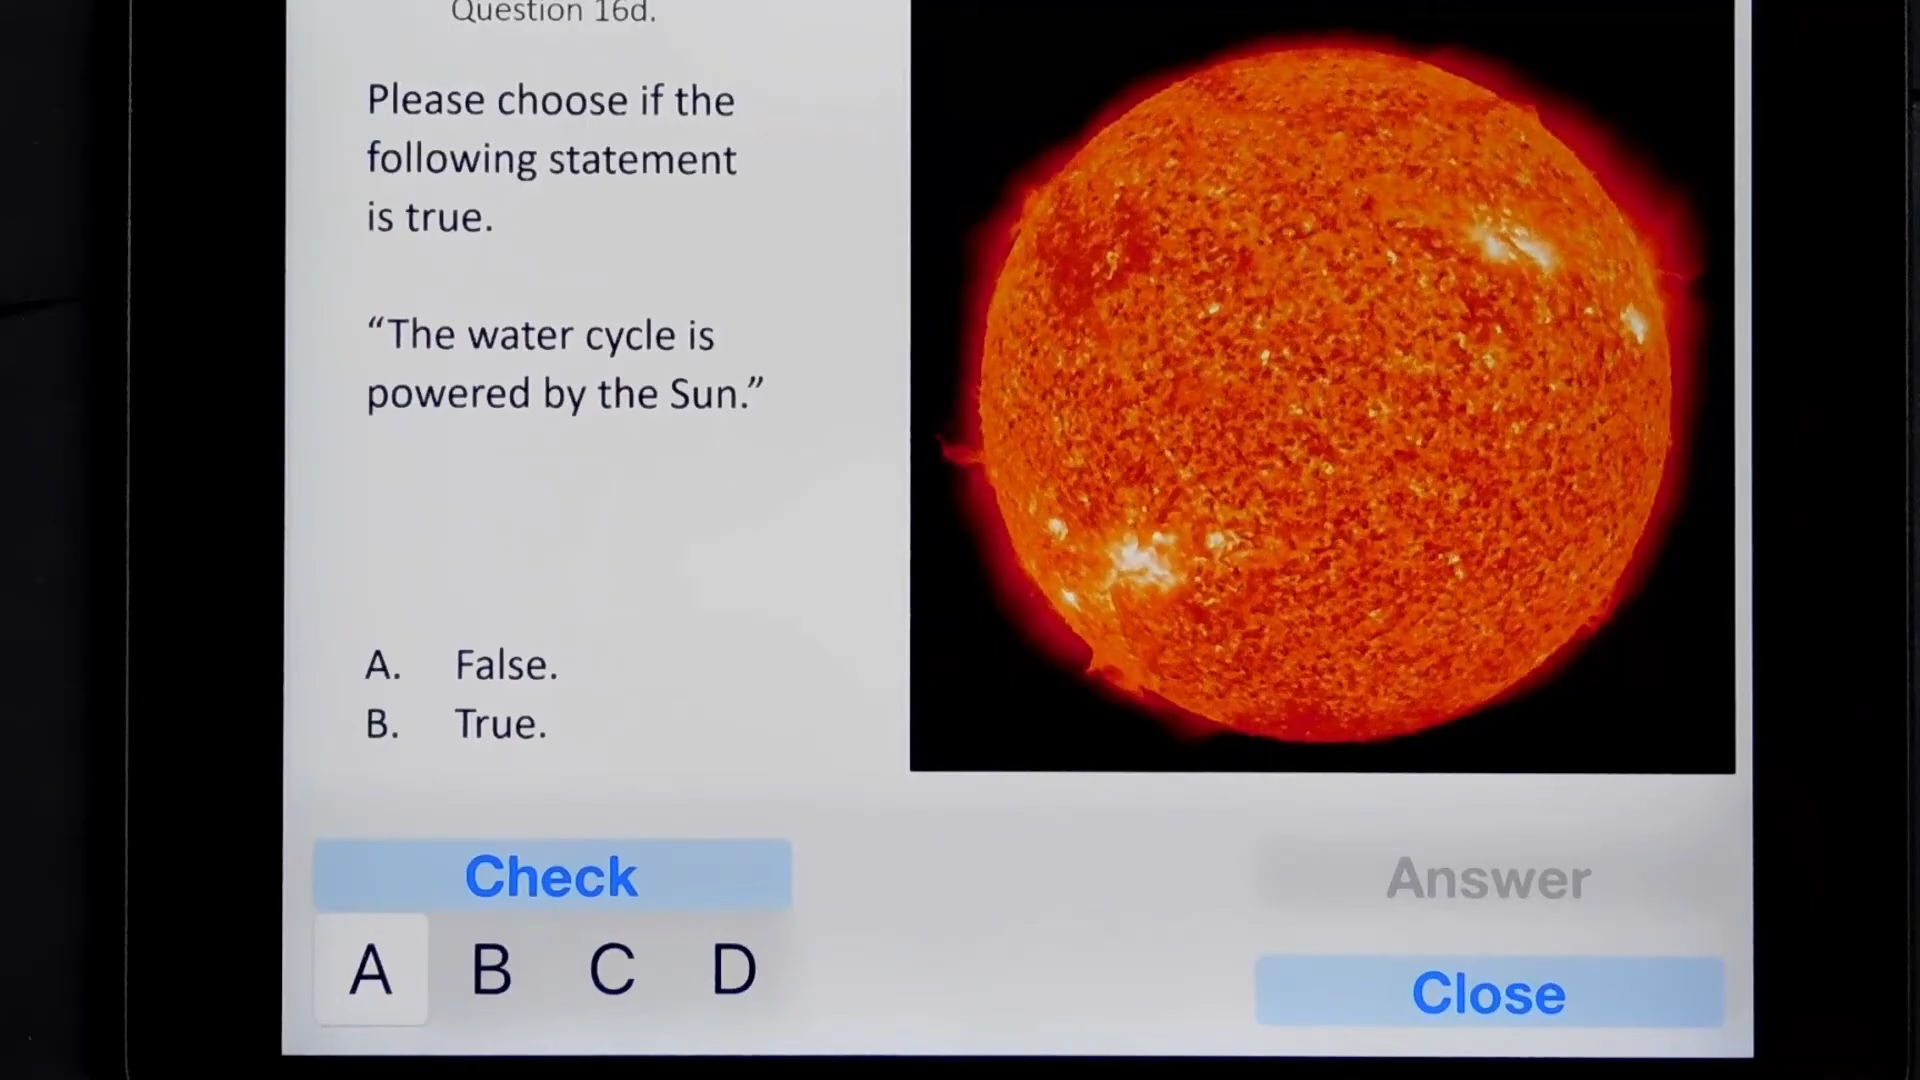 Question 16d.
Please choose if the
following statement
is true.
“The water cycle is
powered by the Sun.”
A. False.
B. True.
Check
Answer
A B C D
Close